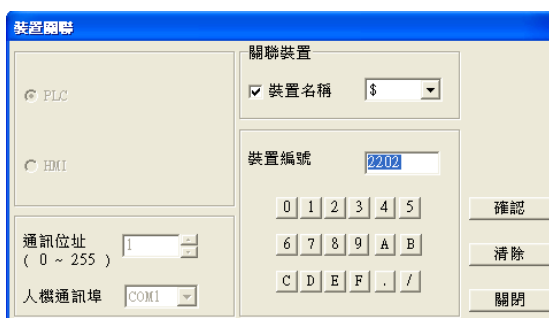 裝置關聯
PLC
HMI
通訊位址
( 0 ~ 255 )
1
人機通訊埠
COM1
關聯裝置
裝置名稱
$
裝置編號
2202
0 1 2 3 4 5
6 7 8 9 A B
C D E F . /
確認
清除
關閉